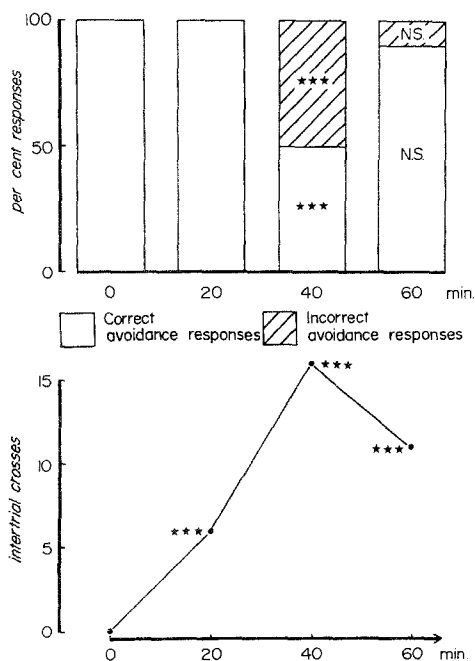 100
per cent responses
50
0
★★★
★★★
N.S.
N.S.
0 20 40 60 min.
Correct avoidance responses
Incorrect avoidance responses
15
10
5
0
intertrial crosses
★★★
★★★
★★★
0 20 40 60 min.